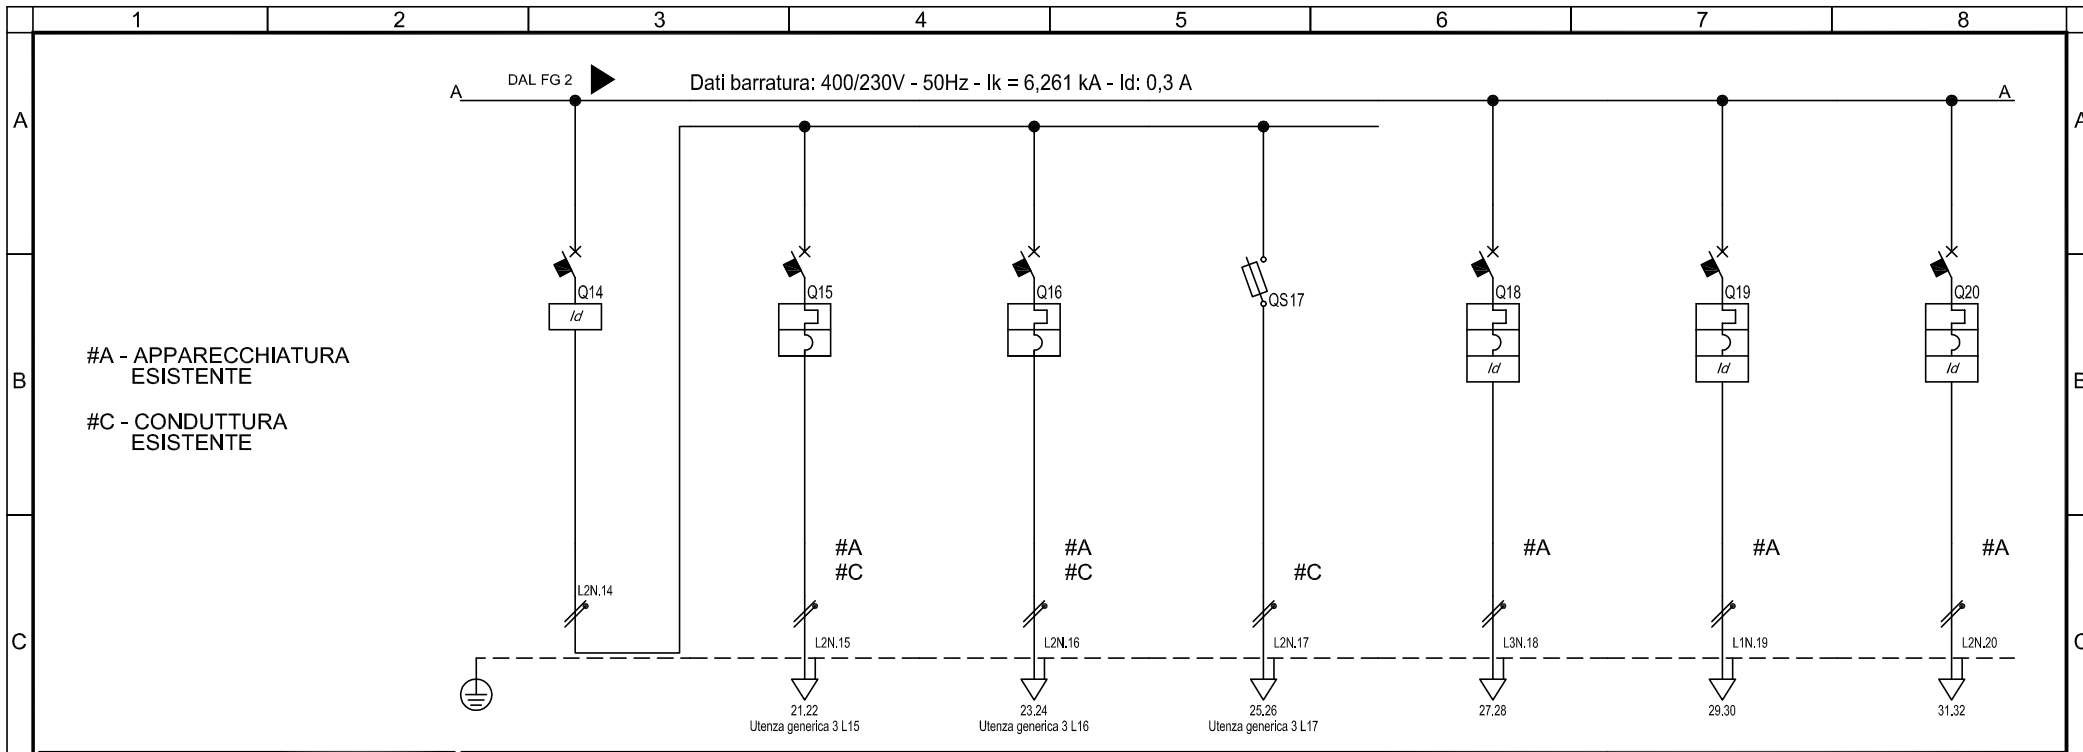 1 2 3 4 5 6 7 8
DAL FG 2
Dati barratura: 400/230V - 50Hz - Ik = 6,261 kA - Id: 0,3 A
A A
A A
Q14 Q15 Q16 QS17 Q18 Q19 Q20
Id
Id Id Id
#A - APPARECCHIATURA
ESISTENTE
B B
#C - CONDUTTURA
ESISTENTE
#A #A #A #A #A
#C #C #C
L2N.14
C C
L2N.15 L2N.16 L2N.17 L3N.18 L1N.19 L2N.20
21.22 23.24 25.26 27.28 29.30 31.32
Utenza generica 3 L15 Utenza generica 3 L16 Utenza generica 3 L17